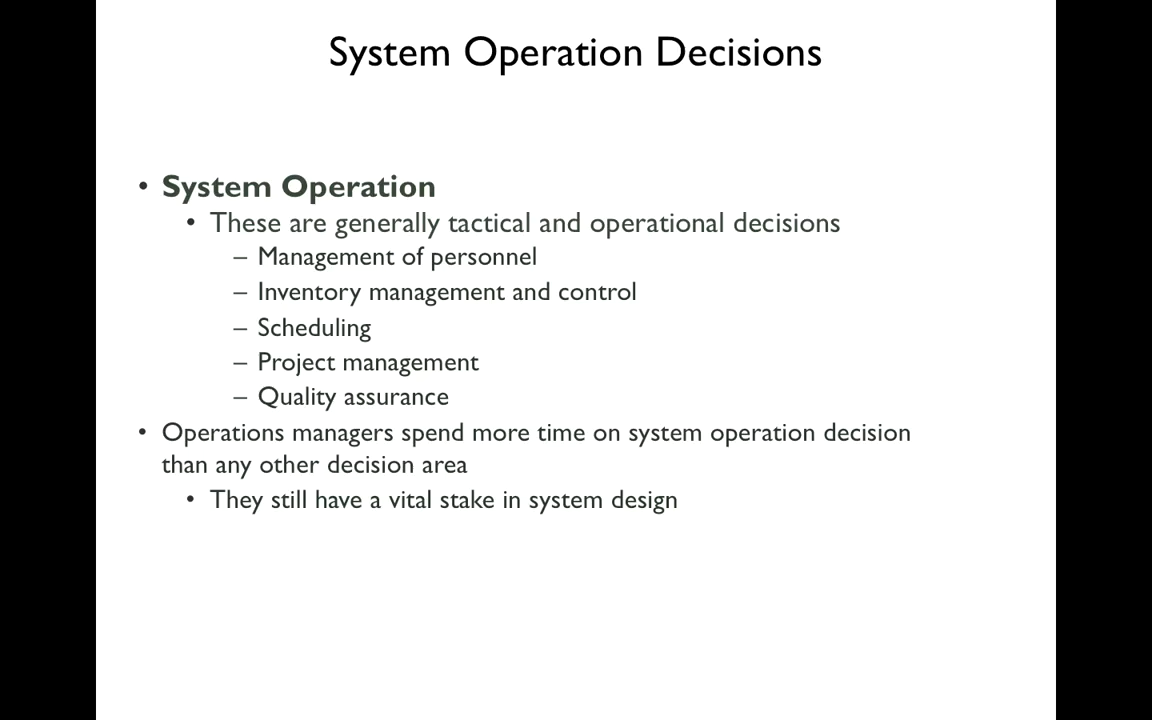 System Operation Decisions
• System Operation
• These are generally tactical and operational decisions
– Management of personnel
– Inventory management and control
– Scheduling
– Project management
– Quality assurance
• Operations managers spend more time on system operation decision
than any other decision area
• They still have a vital stake in system design